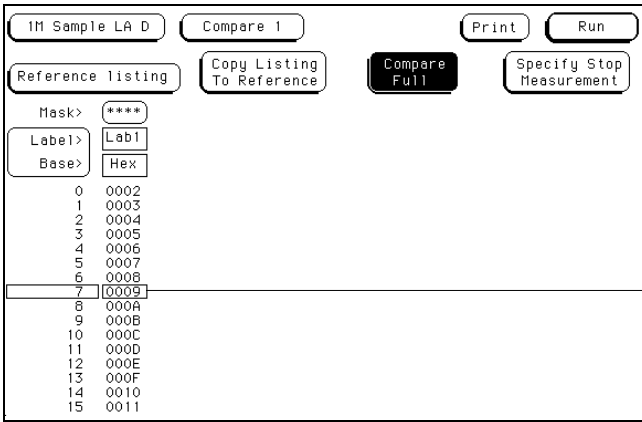 1M Sample LA D Compare 1 Print Run
Reference listing Copy Listing To Reference Compare Full Specify Stop Measurement
Mask> ****
Label> Lab1
Base> Hex
0 0002
1 0003
2 0004
3 0005
4 0006
5 0007
6 0008
7 0009
8 000A
9 000B
10 000C
11 000D
12 000E
13 000F
14 0010
15 0011